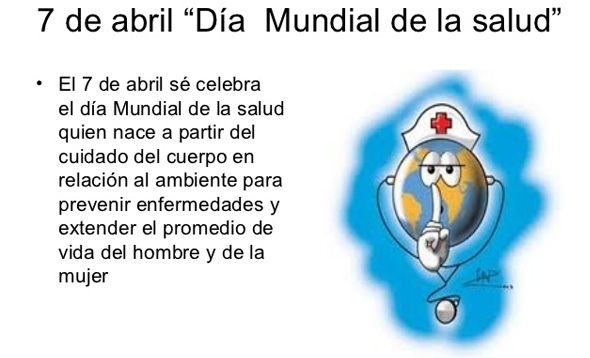 7 de abril “Día  Mundial de la salud”
• El 7 de abril sé celebra
el día Mundial de la salud
quien nace a partir del
cuidado del cuerpo en
relación al ambiente para
prevenir enfermedades y
extender el promedio de
vida del hombre y de la
mujer